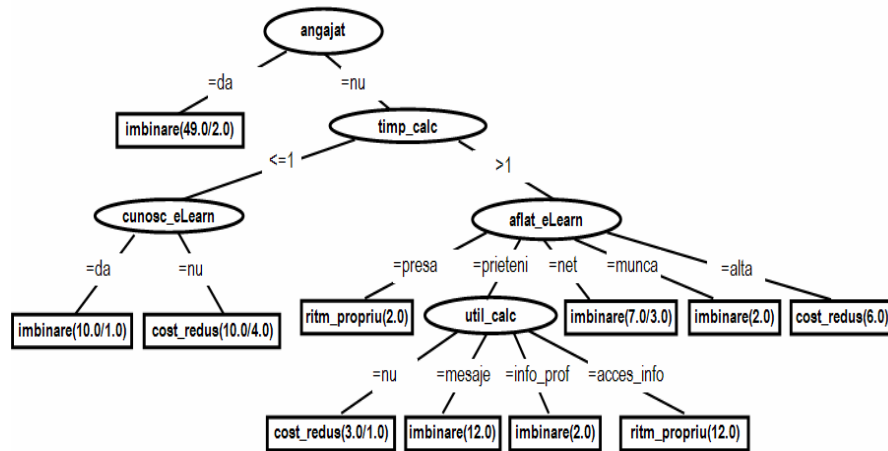 angajat
=da
=nu
imbinare(49.0/2.0)
timp_calc
<=1
>1
cunosc_eLearn
aflat_eLearn
=da
=nu
=presa
=prieteni
=net
=munca
=alta
imbinare(10.0/1.0)
cost_redus(10.0/4.0)
ritm_propriu(2.0)
util_calc
imbinare(7.0/3.0)
imbinare(2.0)
cost_redus(6.0)
=nu
=mesaje
=info_prof
=acces_info
cost_redus(3.0/1.0)
imbinare(12.0)
imbinare(2.0)
ritm_propriu(12.0)